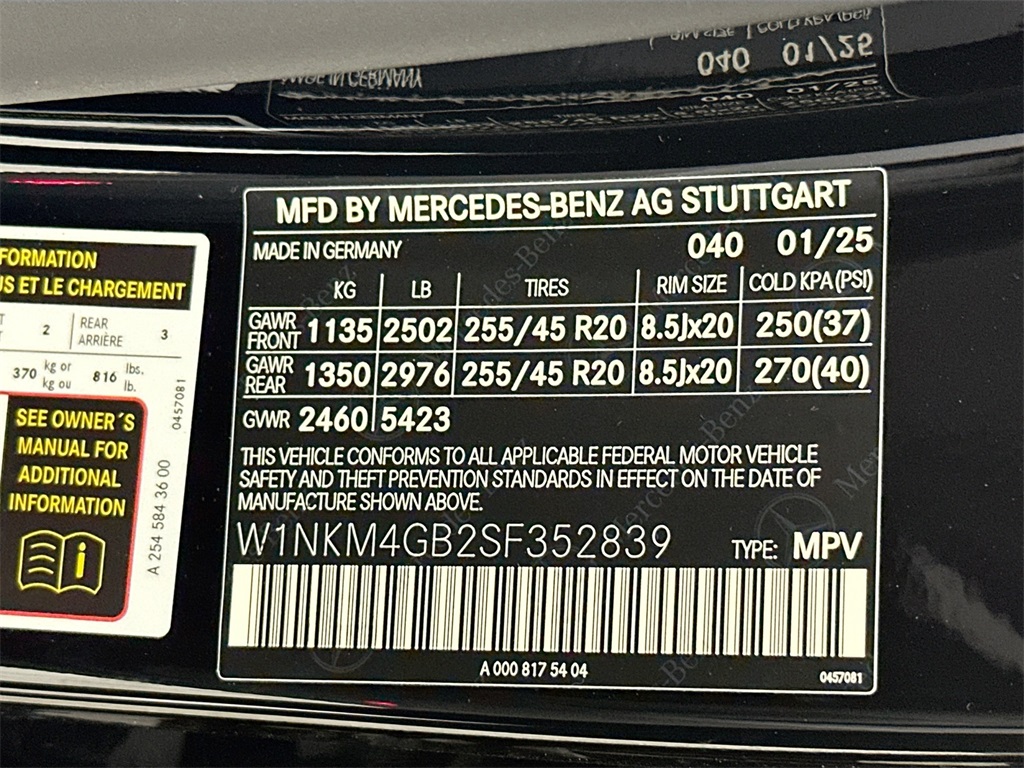 MFD BY MERCEDES-BENZ AG STUTTGART
MADE IN GERMANY 040 01/25
KG LB TIRES RIM SIZE COLD KPA (PSI)
GAWR FRONT 1135 2502 255/45 R20 8.5Jx20 250(37)
GAWR REAR 1350 2976 255/45 R20 8.5Jx20 270(40)
GVWR 2460 5423
THIS VEHICLE CONFORMS TO ALL APPLICABLE FEDERAL MOTOR VEHICLE
SAFETY AND THEFT PREVENTION STANDARDS IN EFFECT ON THE DATE OF
MANUFACTURE SHOWN ABOVE.
W1NKM4GB2SF352839 TYPE: MPV
A 000 817 54 04 0457081
ET LE CHARGEMENT
2 REAR ARRIÈRE 3
370 kg or kg ou 816 lbs. lb.
SEE OWNER´S
MANUAL FOR
ADDITIONAL
INFORMATION
i
A 254 584 36 00 0457081
040 01/25
MADE IN GERMANY
Mercedes-Benz